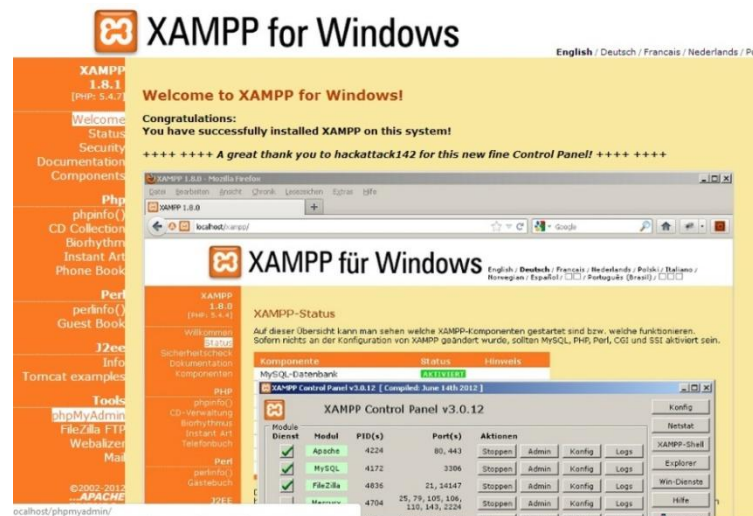 XAMPP for Windows
English / Deutsch / Francais / Nederlands /
XAMPP
1.8.1
[PHP: 5.4.7]
Welcome
Status
Security
Documentation
Components
Php
phpinfo()
CD Collection
Biorhythm
Instant Art
Phone Book
Perl
perlinfo()
Guest Book
J2ee
Info
Tomcat examples
Tools
phpMyAdmin
FileZilla FTP
Webalizer
Mail
©2002-2012
...APACHE
ocalhost/phpmyadmin/
Welcome to XAMPP for Windows!
Congratulations:
You have successfully installed XAMPP on this system!
++++ ++++ A great thank you to hackattack142 for this new fine Control Panel! ++++ ++++
XAMPP 1.8.0 - Mozilla Firefox
Datei Bearbeiten Ansicht Chronik Lesezeichen Extras Hilfe
XAMPP 1.8.0
localhost/xampp/
Google
XAMPP für Windows
English / Deutsch / Francais / Nederlands / Polski / Italiano /
Norwegian / Español / / Português (Brasil) /
XAMPP
1.8.0
[PHP: 5.4.4]
Willkommen
Status
Sicherheitscheck
Dokumentation
Komponenten
PHP
phpinfo()
CD-Verwaltung
Biorhythmus
Instant Art
Telefonbuch
Perl
perlinfo()
Gästebuch
J2EE
XAMPP-Status
Auf dieser Übersicht kann man sehen welche XAMPP-Komponenten gestartet sind bzw. welche funktionieren.
Sofern nichts an der Konfiguration von XAMPP geändert wurde, sollten MySQL, PHP, Perl, CGI und SSI aktiviert sein.
Komponente Status Hinweis
MySQL-Datenbank AKTIVIERT
XAMPP Control Panel v3.0.12 [ Compiled: June 14th 2012 ]
XAMPP Control Panel v3.0.12
Module
Dienst Modul PID(s) Port(s) Aktionen
Apache 4224 80, 443 Stoppen Admin Konfig Logs
MySQL 4172 3306 Stoppen Admin Konfig Logs
FileZilla 4836 21, 14147 Stoppen Admin Konfig Logs
Mercury 4704 25, 79, 105, 106, 110, 143, 2224 Stoppen Admin Konfig Logs
Konfig
Netstat
XAMPP-Shell
Explorer
Win-Dienste
Hilfe